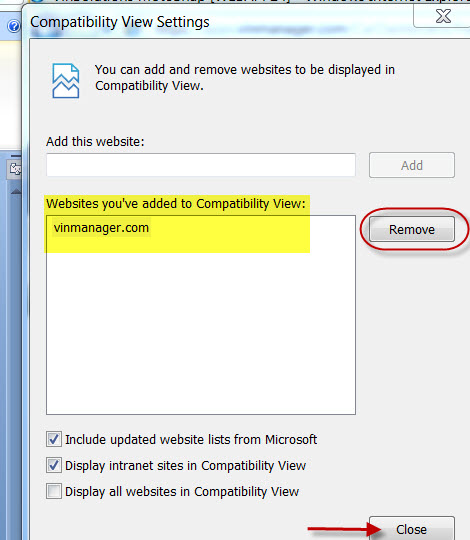 Compatibility View Settings
You can add and remove websites to be displayed in
Compatibility View.
Add this website:
Add
Websites you've added to Compatibility View:
vinmanager.com
Remove
Include updated website lists from Microsoft
Display intranet sites in Compatibility View
Display all websites in Compatibility View
Close